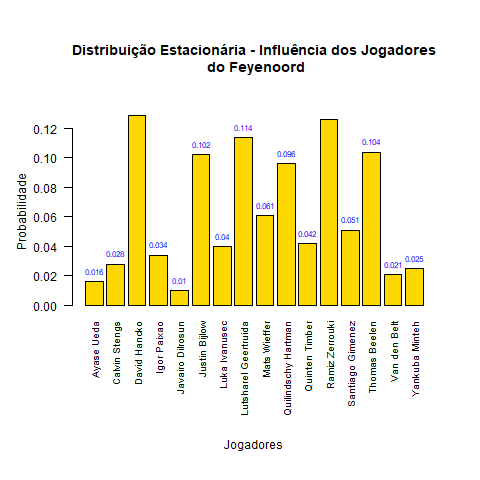 Distribuição Estacionária - Influência dos Jogadores
do Feyenoord
Probabilidade
0.12
0.10
0.08
0.06
0.04
0.02
0.00
0.016
0.028
0.034
0.01
0.102
0.04
0.114
0.061
0.096
0.042
0.051
0.104
0.021
0.025
Ayase Ueda
Calvin Stengs
David Hancko
Igor Paixao
Javairo Dilrosun
Justin Bijlow
Luka Ivanusec
Lutsharel Geertruida
Mats Wieffer
Quilindschy Hartman
Quinten Timber
Ramiz Zerrouki
Santiago Gimenez
Thomas Beelen
Van den Belt
Yankuba Minteh
Jogadores